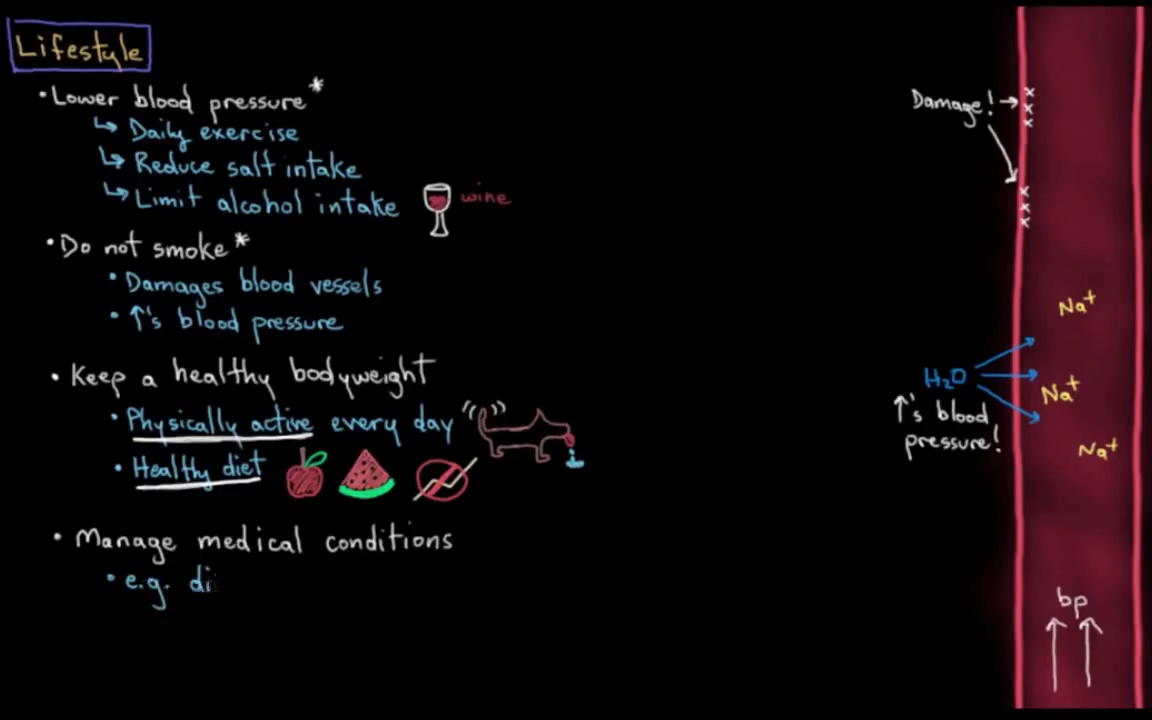 Lifestyle
• Lower blood pressure*
↳ Daily exercise
↳ Reduce salt intake
↳ Limit alcohol intake
wine
• Do not smoke*
• Damages blood vessels
• ↑'s blood pressure
• Keep a healthy bodyweight
• Physically active every day
• Healthy diet
• Manage medical conditions
• e.g. di
Damage! →
x
x
x
x
x
x
Na+
H₂O
Na+
↑'s blood
pressure!
Na+
bp